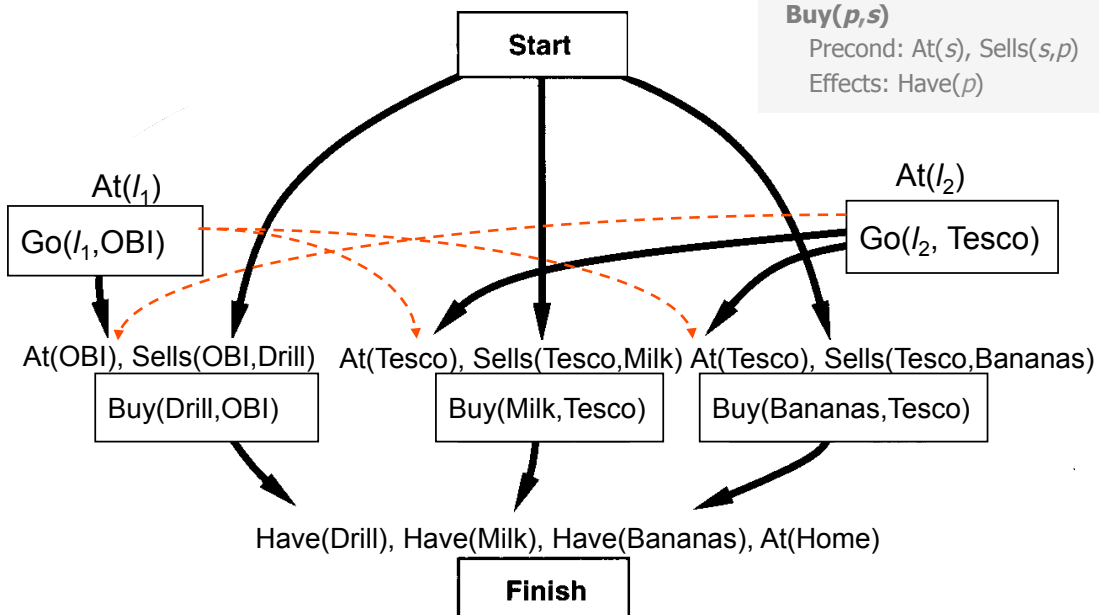 Buy(p,s)
Precond: At(s), Sells(s,p)
Effects: Have(p)
Start
At(l₁)
At(l₂)
Go(l₁,OBI)
Go(l₂, Tesco)
At(OBI), Sells(OBI,Drill)
At(Tesco), Sells(Tesco,Milk)
At(Tesco), Sells(Tesco,Bananas)
Buy(Drill,OBI)
Buy(Milk,Tesco)
Buy(Bananas,Tesco)
Have(Drill), Have(Milk), Have(Bananas), At(Home)
Finish